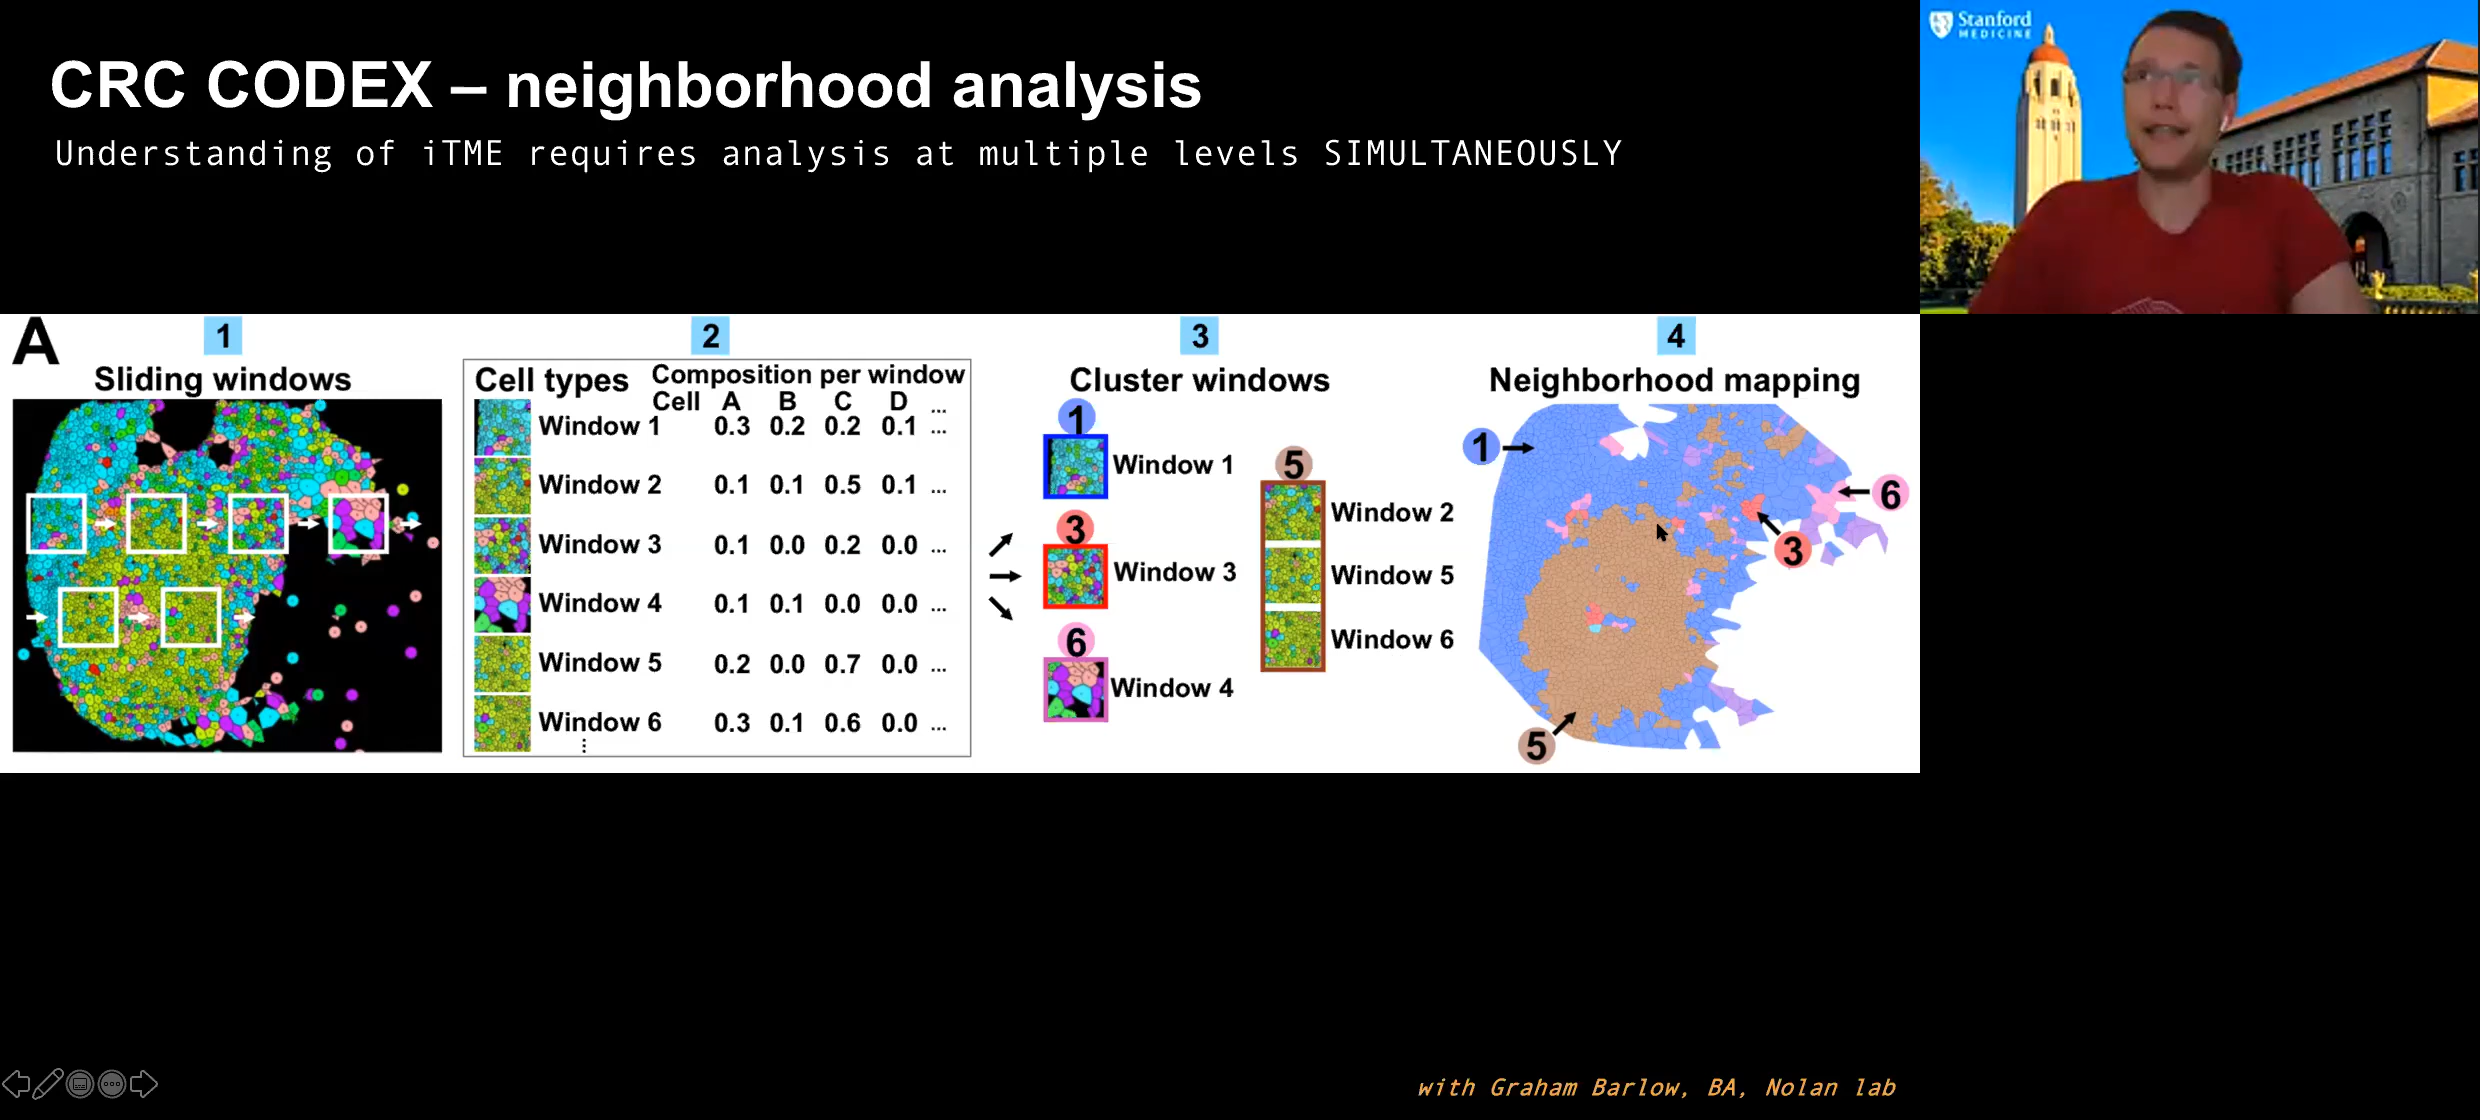 CRC CODEX – neighborhood analysis
Understanding of iTME requires analysis at multiple levels SIMULTANEOUSLY
Stanford
MEDICINE
A
1
Sliding windows
2
Cell types
Composition per window
Cell A B C D ...
Window 1 0.3 0.2 0.2 0.1 ...
Window 2 0.1 0.1 0.5 0.1 ...
Window 3 0.1 0.0 0.2 0.0 ...
Window 4 0.1 0.1 0.0 0.0 ...
Window 5 0.2 0.0 0.7 0.0 ...
Window 6 0.3 0.1 0.6 0.0 ...
3
Cluster windows
1
Window 1
3
Window 3
6
Window 4
5
Window 2
Window 5
Window 6
4
Neighborhood mapping
1
6
3
5
with Graham Barlow, BA, Nolan lab